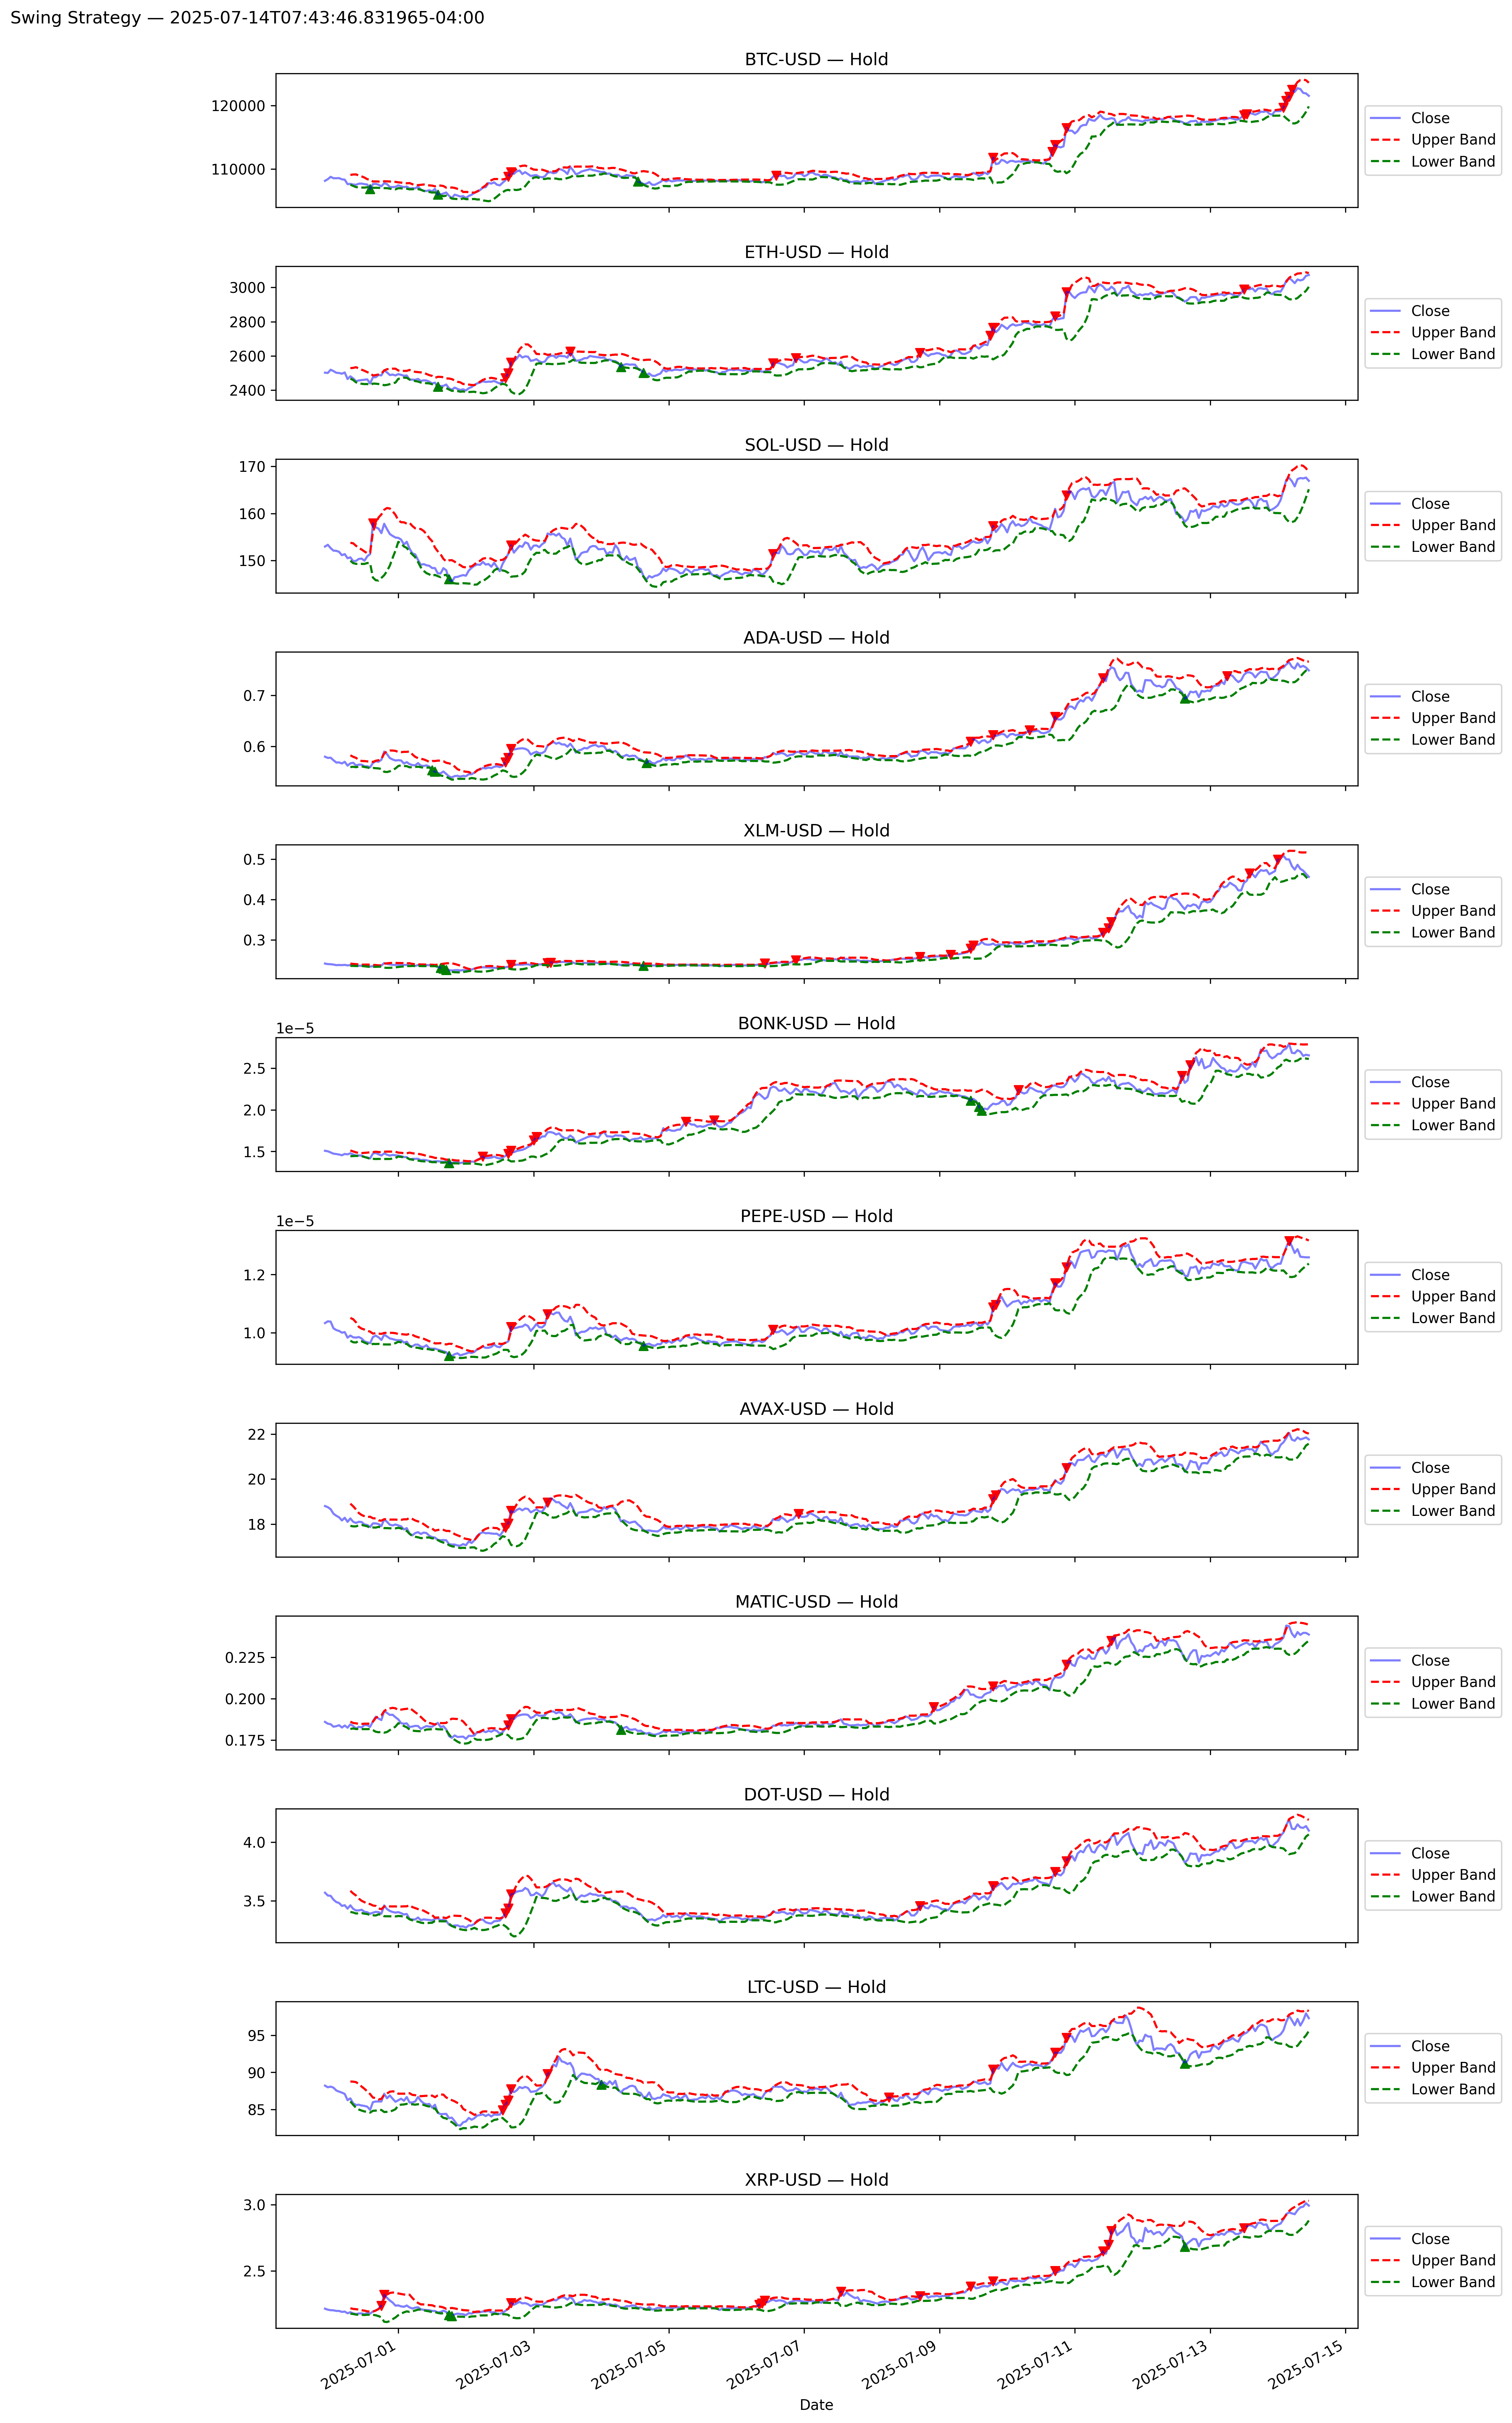 Swing Strategy — 2025-07-14T07:43:46.831965-04:00
BTC-USD — Hold
120000
110000
Close
Upper Band
Lower Band
ETH-USD — Hold
3000
2800
2600
2400
Close
Upper Band
Lower Band
SOL-USD — Hold
170
160
150
Close
Upper Band
Lower Band
ADA-USD — Hold
0.7
0.6
Close
Upper Band
Lower Band
XLM-USD — Hold
0.5
0.4
0.3
Close
Upper Band
Lower Band
BONK-USD — Hold
1e−5
2.5
2.0
1.5
Close
Upper Band
Lower Band
PEPE-USD — Hold
1e−5
1.2
1.0
Close
Upper Band
Lower Band
AVAX-USD — Hold
22
20
18
Close
Upper Band
Lower Band
MATIC-USD — Hold
0.225
0.200
0.175
Close
Upper Band
Lower Band
DOT-USD — Hold
4.0
3.5
Close
Upper Band
Lower Band
LTC-USD — Hold
95
90
85
Close
Upper Band
Lower Band
XRP-USD — Hold
3.0
2.5
Close
Upper Band
Lower Band
2025-07-01
2025-07-03
2025-07-05
2025-07-07
2025-07-09
2025-07-11
2025-07-13
2025-07-15
Date